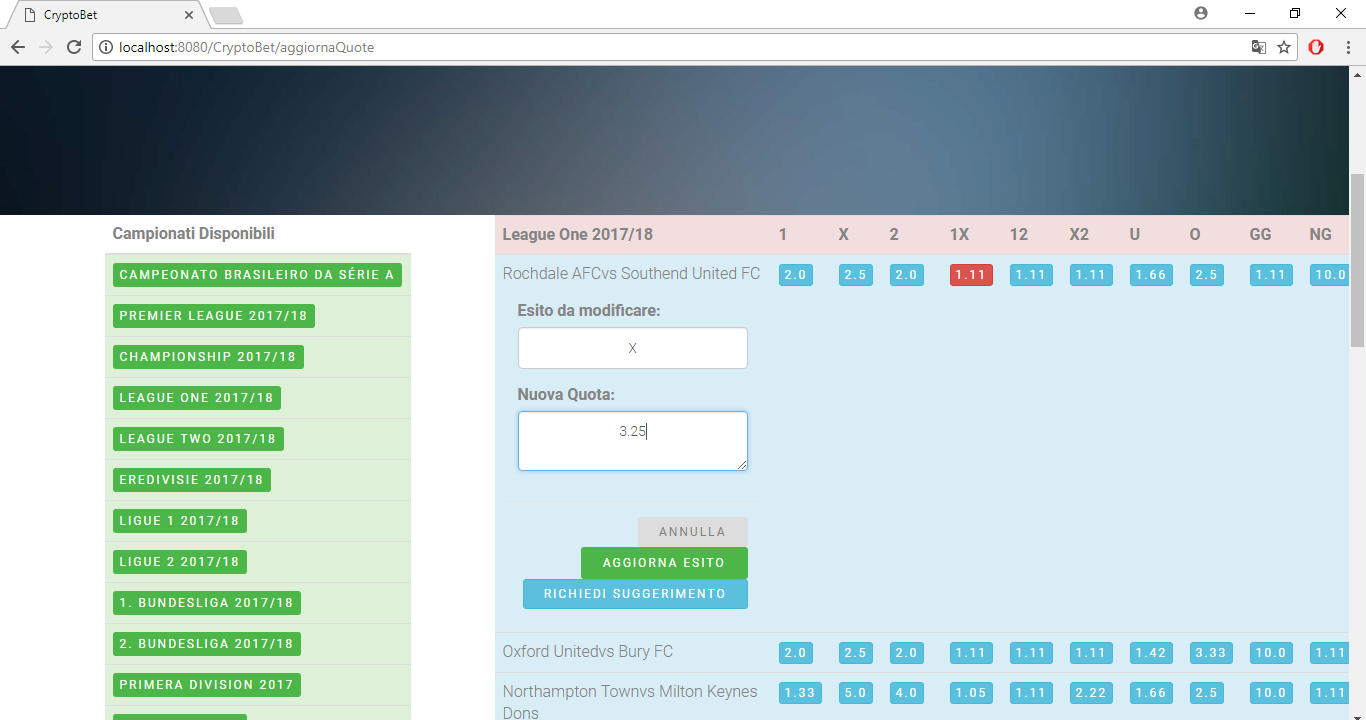 CryptoBet
localhost:8080/CryptoBet/aggiornaQuote
Campionati Disponibili
CAMPEONATO BRASILEIRO DA SÉRIE A
PREMIER LEAGUE 2017/18
CHAMPIONSHIP 2017/18
LEAGUE ONE 2017/18
LEAGUE TWO 2017/18
EREDIVISIE 2017/18
LIGUE 1 2017/18
LIGUE 2 2017/18
1. BUNDESLIGA 2017/18
2. BUNDESLIGA 2017/18
PRIMERA DIVISION 2017
League One 2017/18 1 X 2 1X 12 X2 U O GG NG
Rochdale AFCvs Southend United FC 2.0 2.5 2.0 1.11 1.11 1.11 1.66 2.5 1.11 10.0
Esito da modificare:
X
Nuova Quota:
3.25
ANNULLA
AGGIORNA ESITO
RICHIEDI SUGGERIMENTO
Oxford Unitedvs Bury FC 2.0 2.5 2.0 1.11 1.11 1.11 1.42 3.33 10.0 1.11
Northampton Townvs Milton Keynes 1.33 5.0 4.0 1.05 1.11 2.22 1.66 2.5 10.0 1.11
Dons